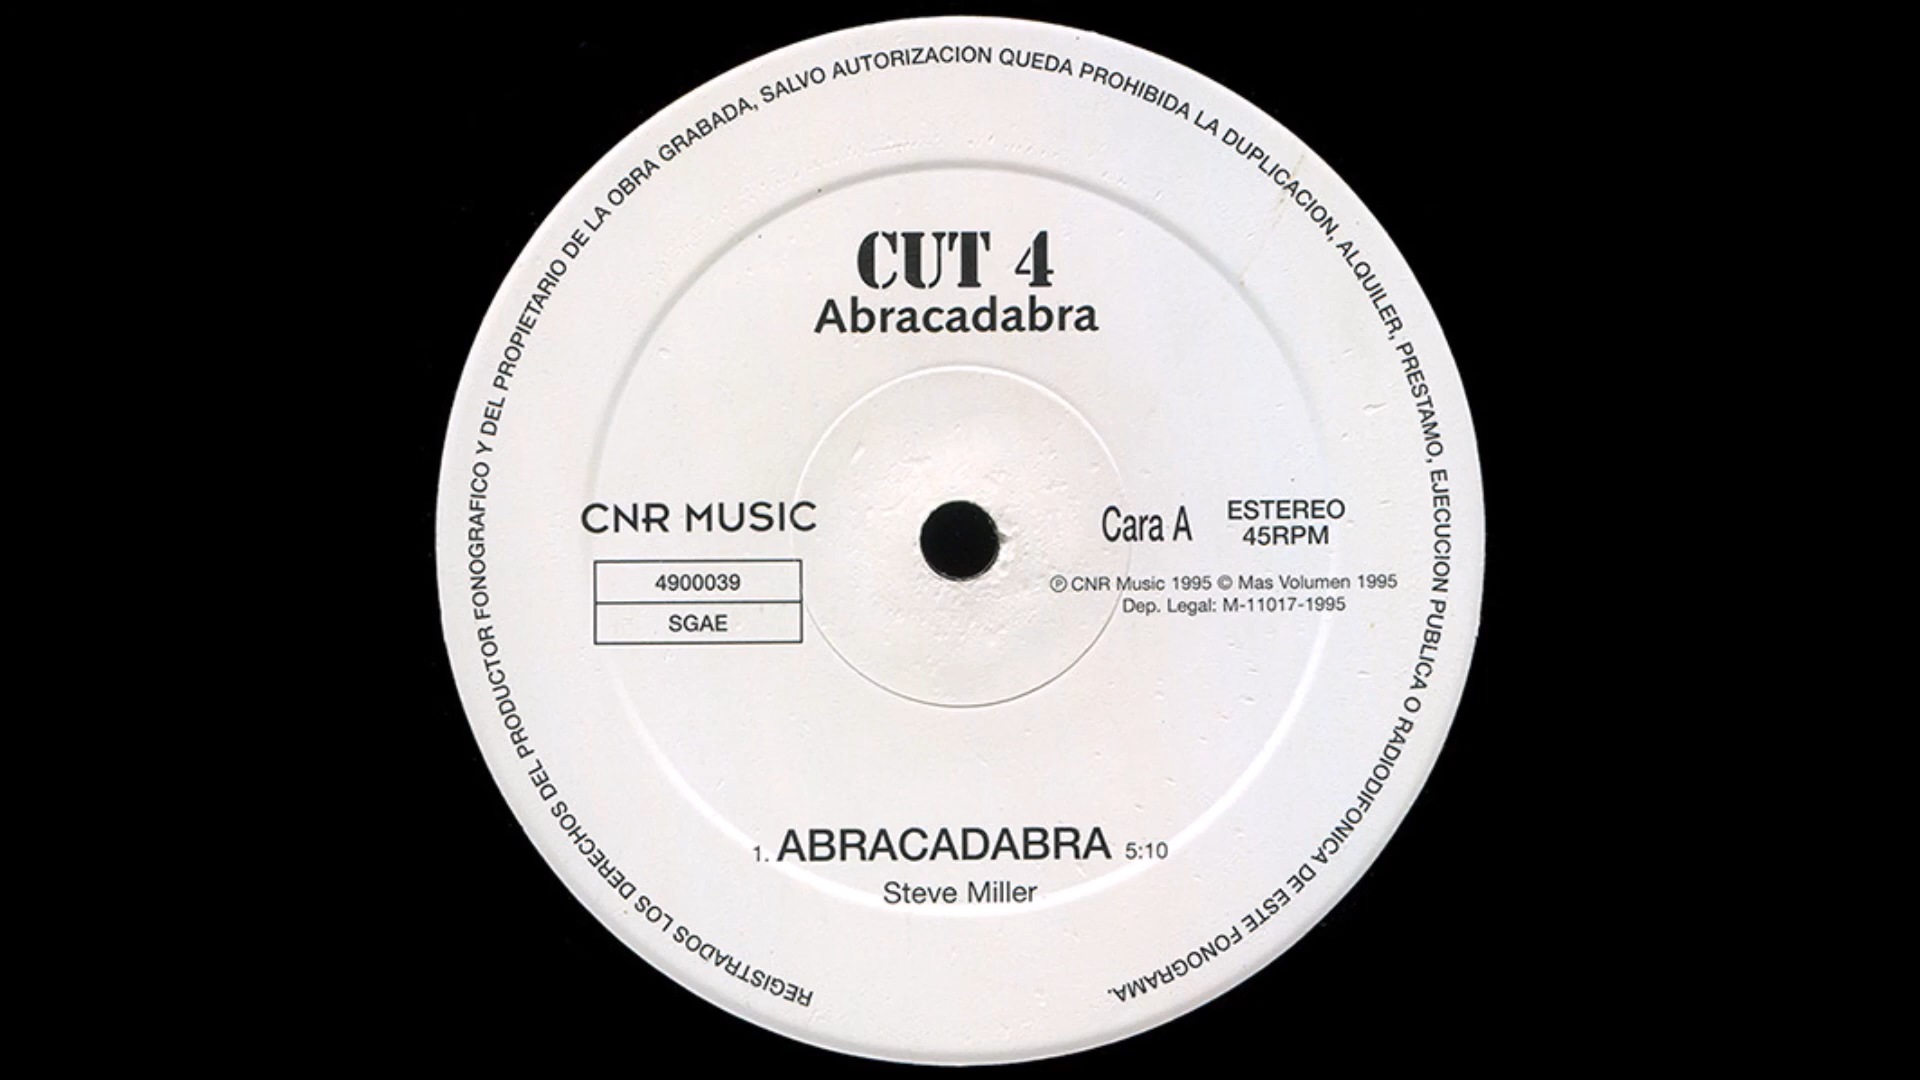 REGISTRADOS LOS DERECHOS DEL PRODUCTOR FONOGRAFICO Y DEL PROPIETARIO DE LA OBRA GRABADA, SALVO AUTORIZACION QUEDA PROHIBIDA LA DUPLICACION, ALQUILER, PRESTAMO, EJECUCION PUBLICA O RADIODIFONICA DE ESTE FONOGRAMA.
CUT 4
Abracadabra
CNR MUSIC
4900039
SGAE
Cara A
ESTEREO
45RPM
Ⓟ CNR Music 1995 © Mas Volumen 1995
Dep. Legal: M-11017-1995
1. ABRACADABRA 5:10
Steve Miller